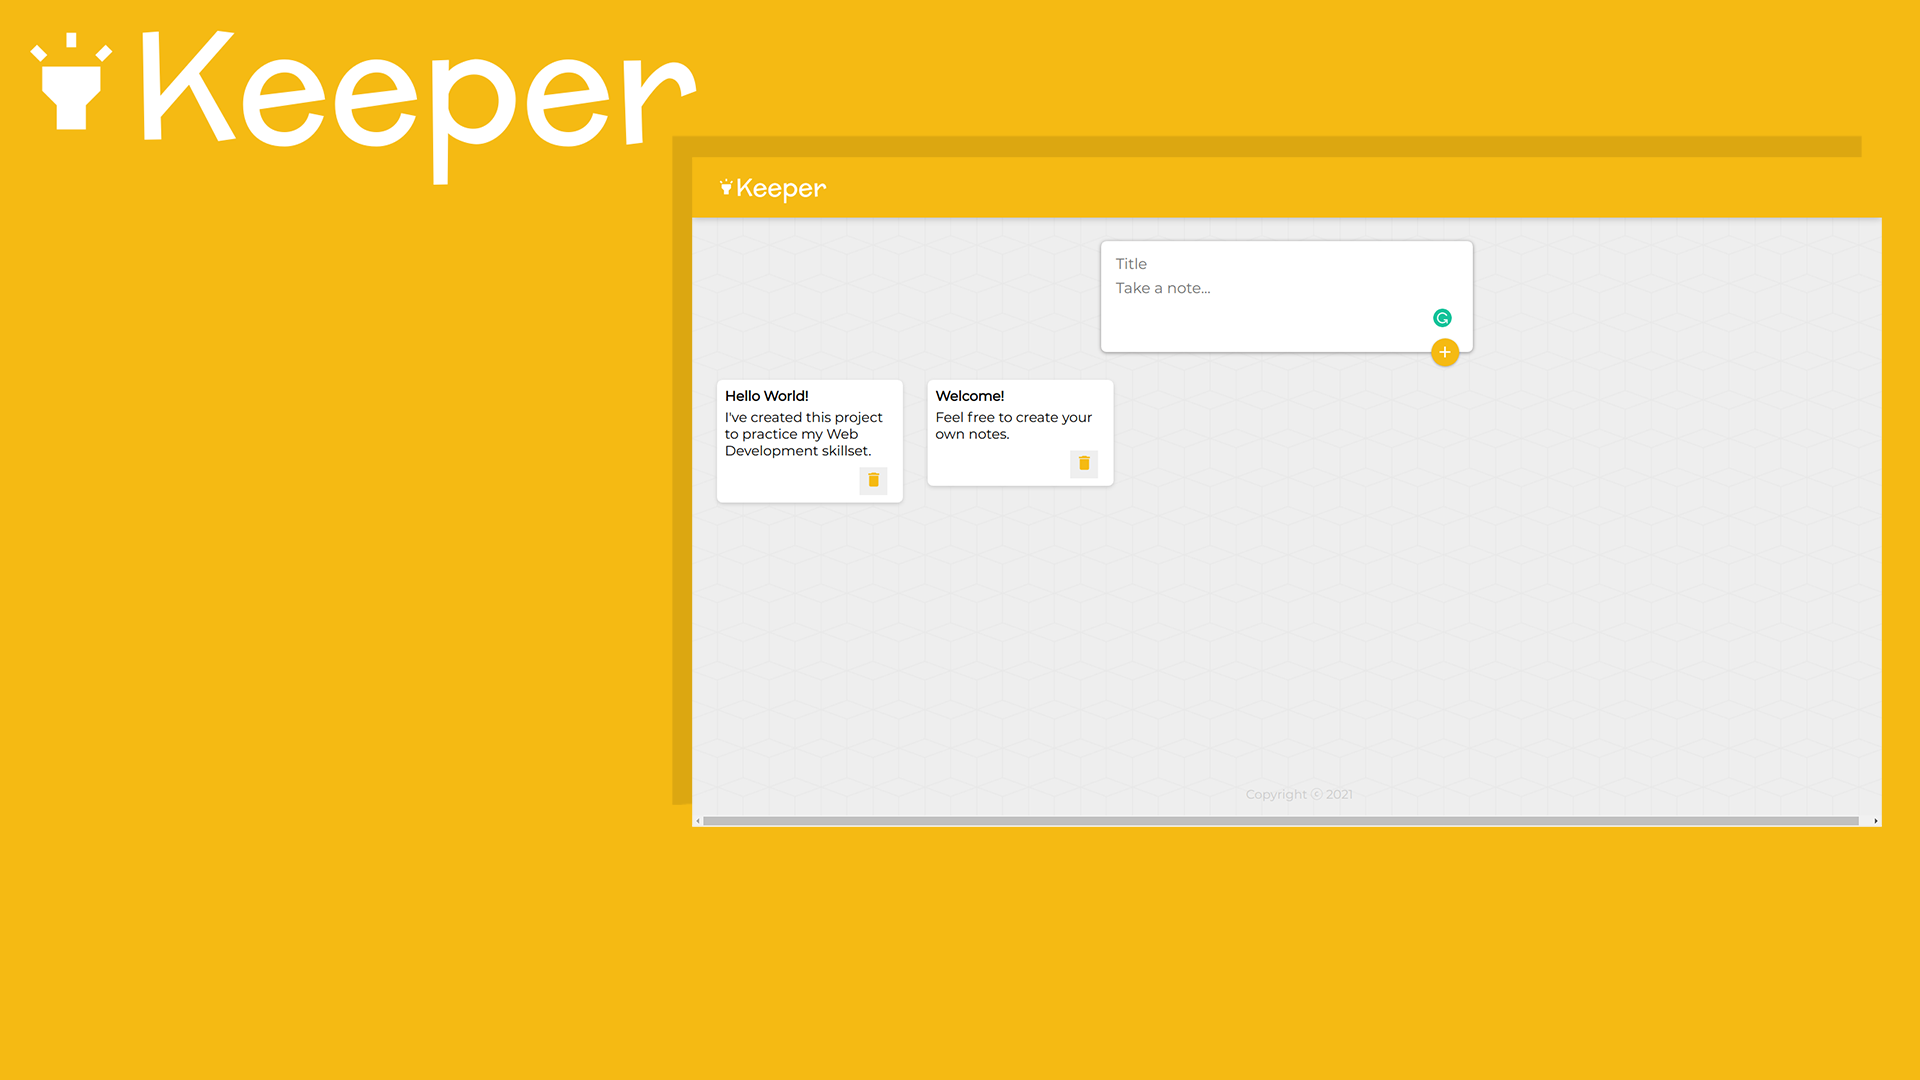 Keeper
Keeper
Title
Take a note...
Hello World!
I've created this project
to practice my Web
Development skillset.
Welcome!
Feel free to create your
own notes.
Copyright ⓒ 2021